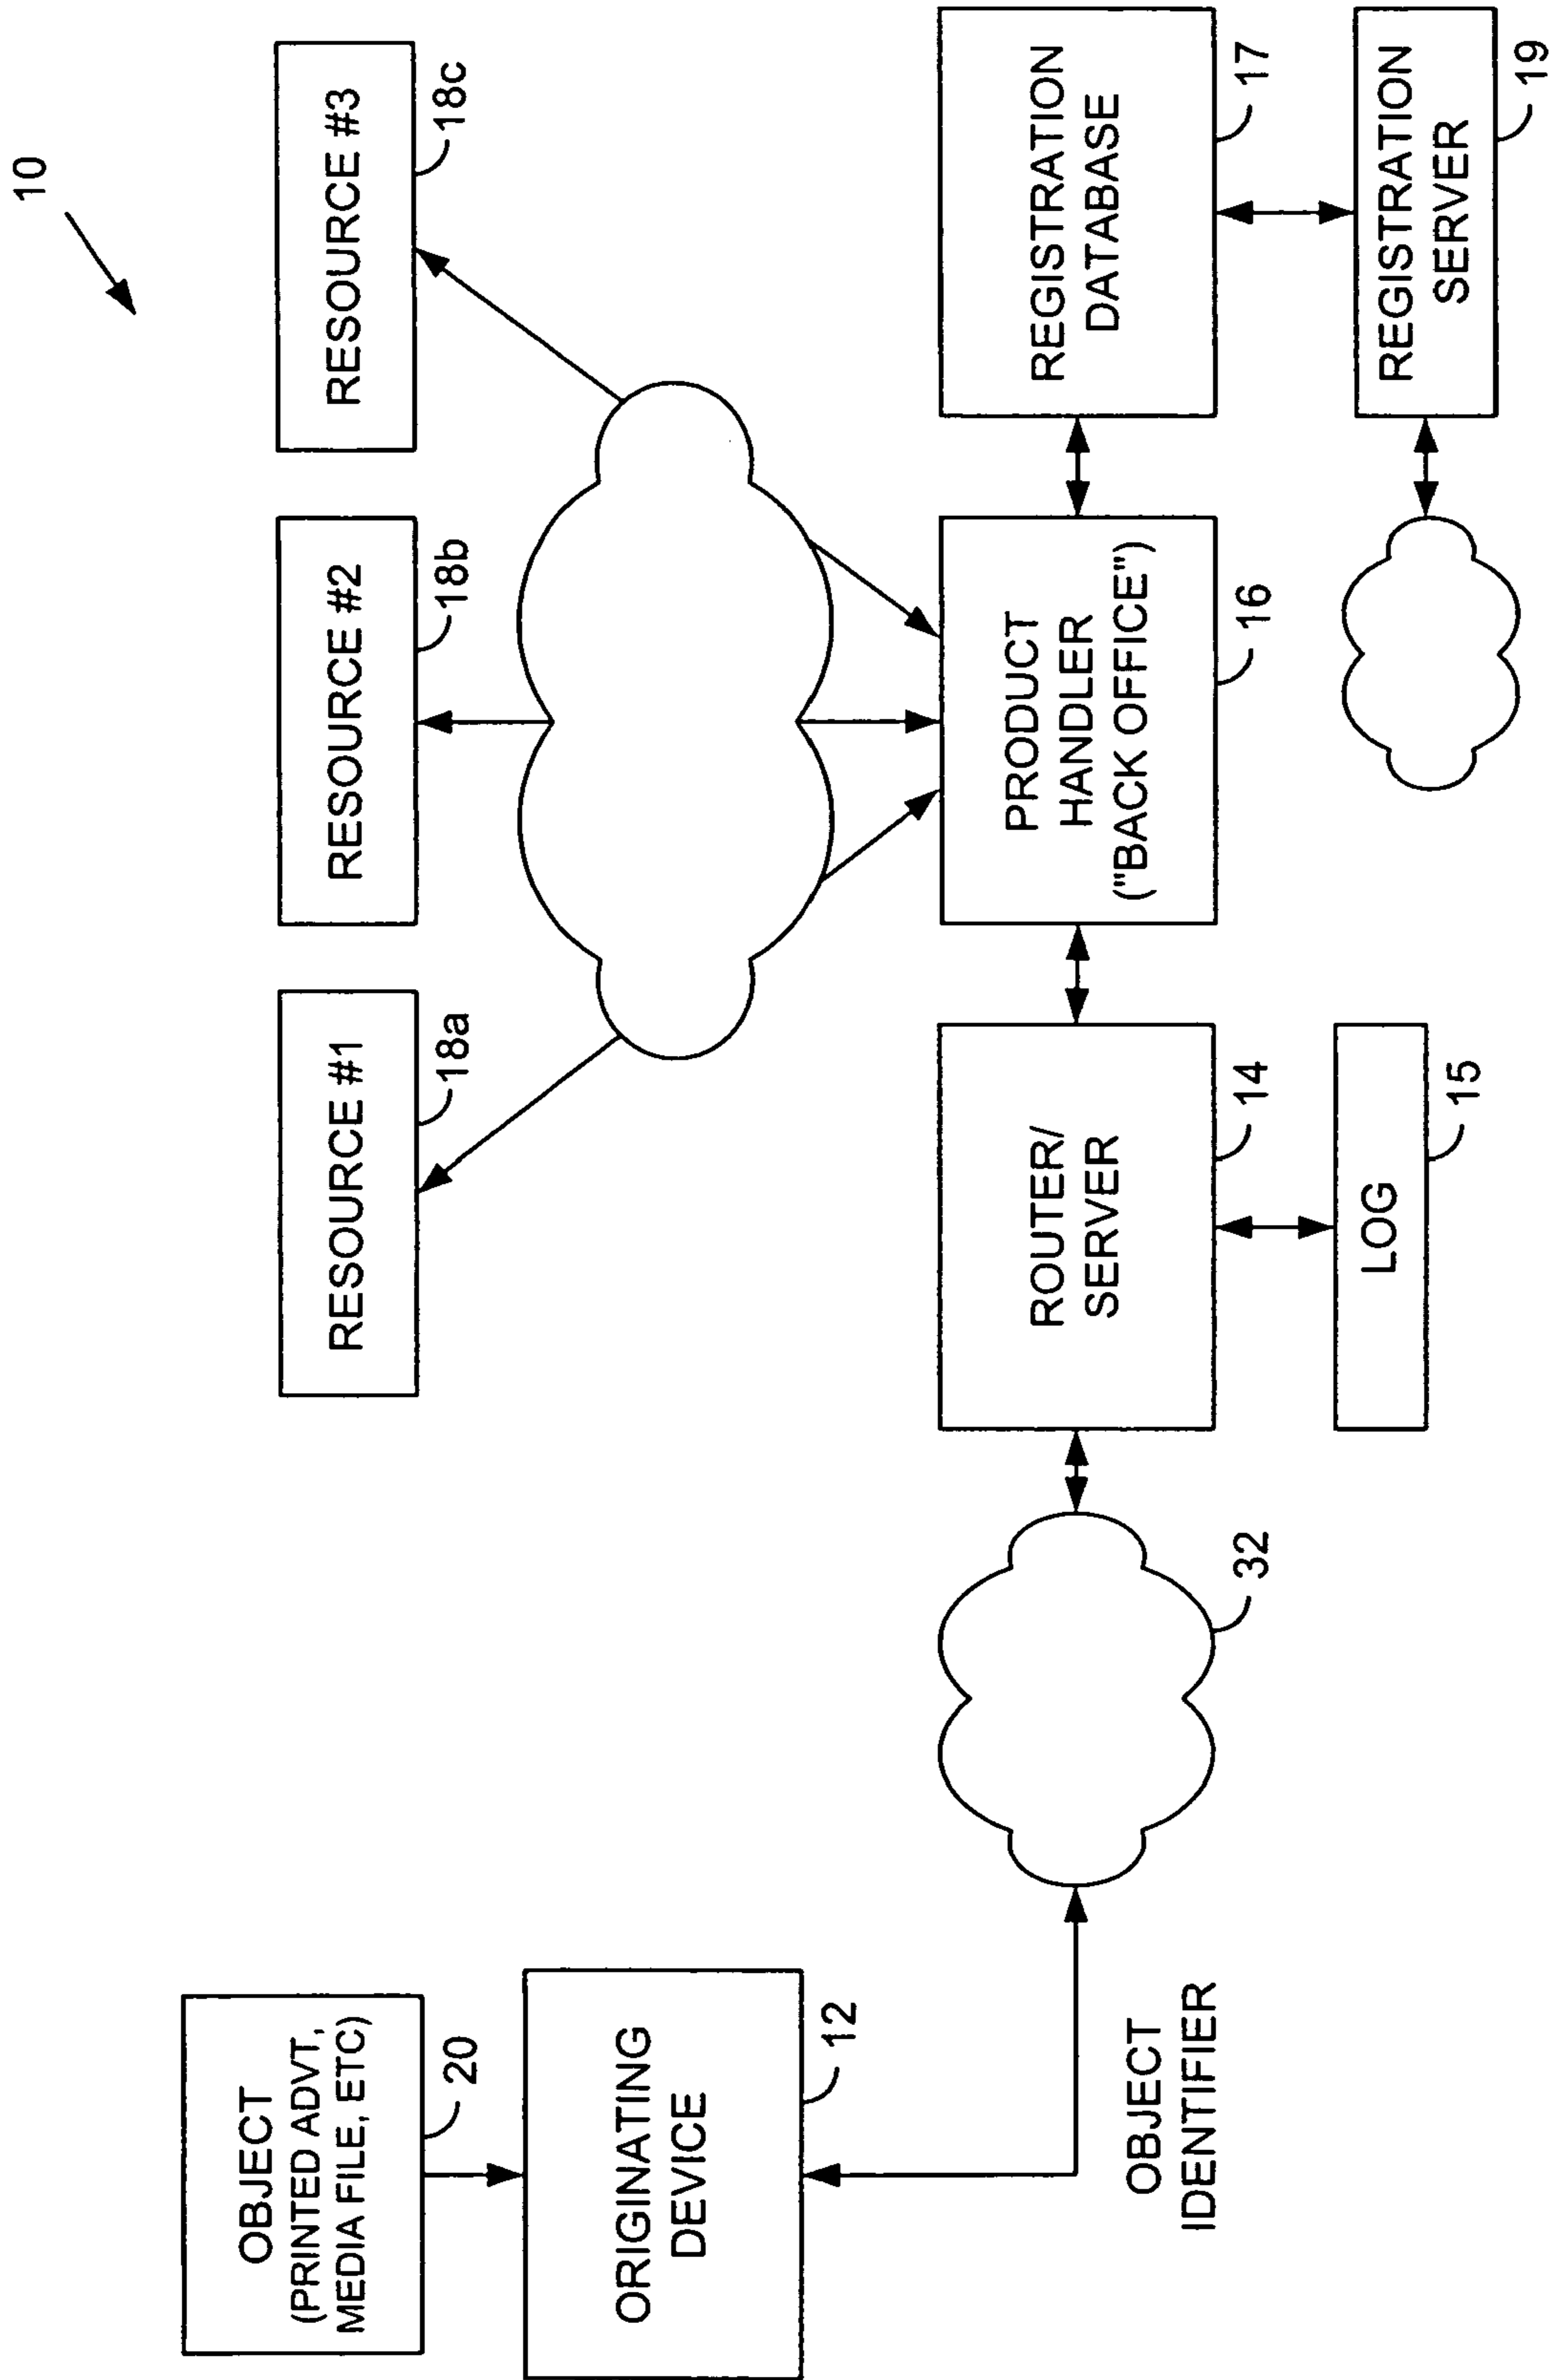 10
OBJECT
(PRINTED ADVT,
MEDIA FILE, ETC)
20
ORIGINATING
DEVICE
12
OBJECT
IDENTIFIER
32
RESOURCE #1
18a
RESOURCE #2
18b
RESOURCE #3
18c
ROUTER/
SERVER
14
LOG
15
PRODUCT
HANDLER
("BACK OFFICE")
16
REGISTRATION
DATABASE
17
REGISTRATION
SERVER
19